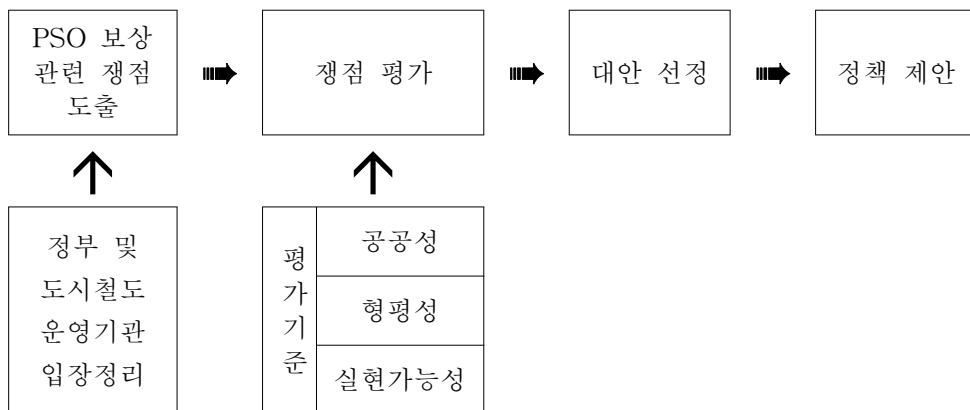 PSO 보상
관련 쟁점
도출
쟁점 평가
대안 선정
정책 제안
정부 및
도시철도
운영기관
입장정리
평
가
기
준
공공성
형평성
실현가능성